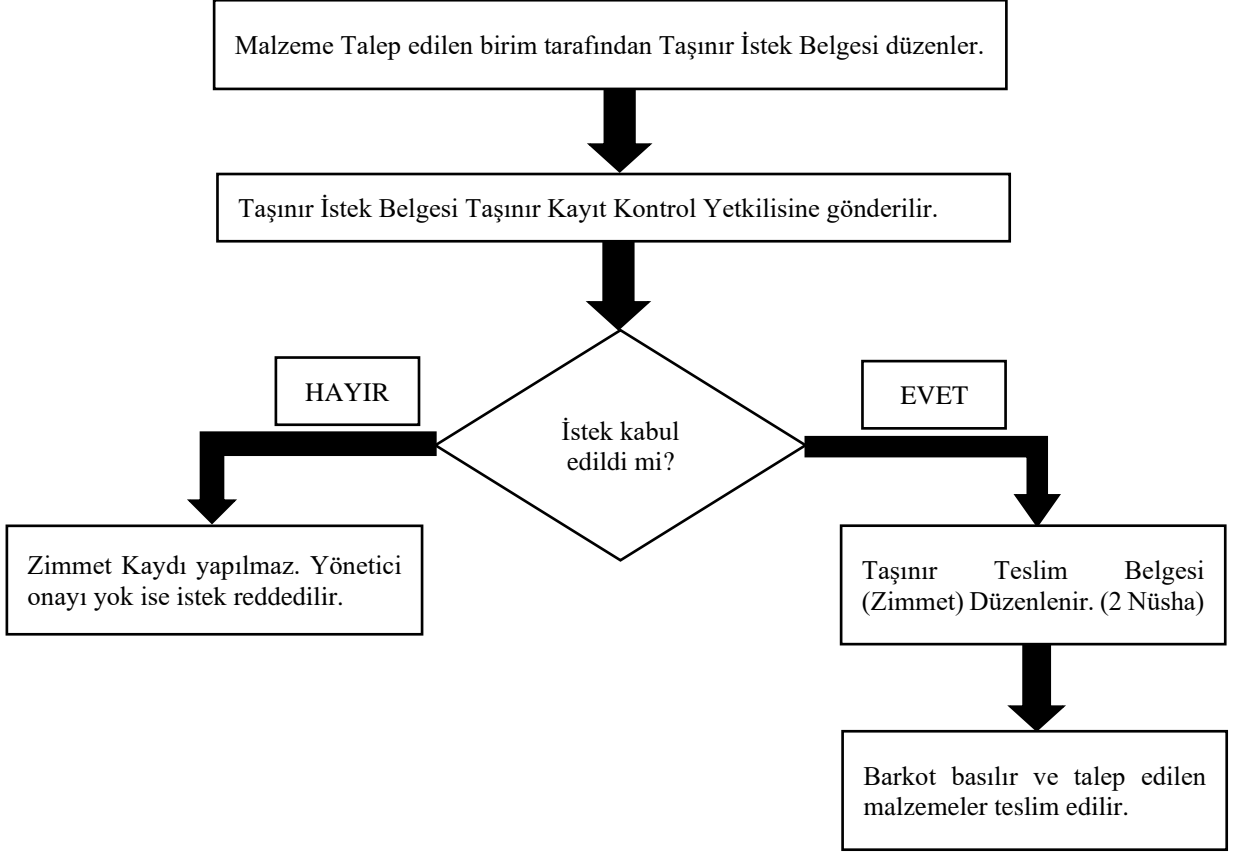 Malzeme Talep edilen birim tarafından Taşınır İstek Belgesi düzenler.
Taşınır İstek Belgesi Taşınır Kayıt Kontrol Yetkilisine gönderilir.
HAYIR
EVET
İstek kabul
edildi mi?
Zimmet Kaydı yapılmaz. Yönetici
onayı yok ise istek reddedilir.
Taşınır Teslim Belgesi
(Zimmet) Düzenlenir. (2 Nüsha)
Barkot basılır ve talep edilen
malzemeler teslim edilir.